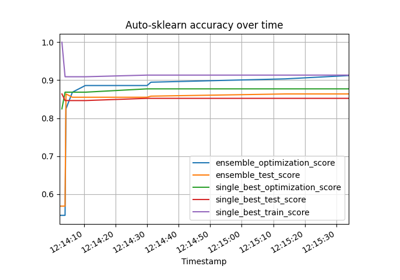 Auto-sklearn accuracy over time
1.0
0.9
0.8
0.7
0.6
ensemble_optimization_score
ensemble_test_score
single_best_optimization_score
single_best_test_score
single_best_train_score
12:14:10
12:14:20
12:14:30
12:14:40
12:14:50
12:15:00
12:15:10
12:15:20
12:15:30
Timestamp